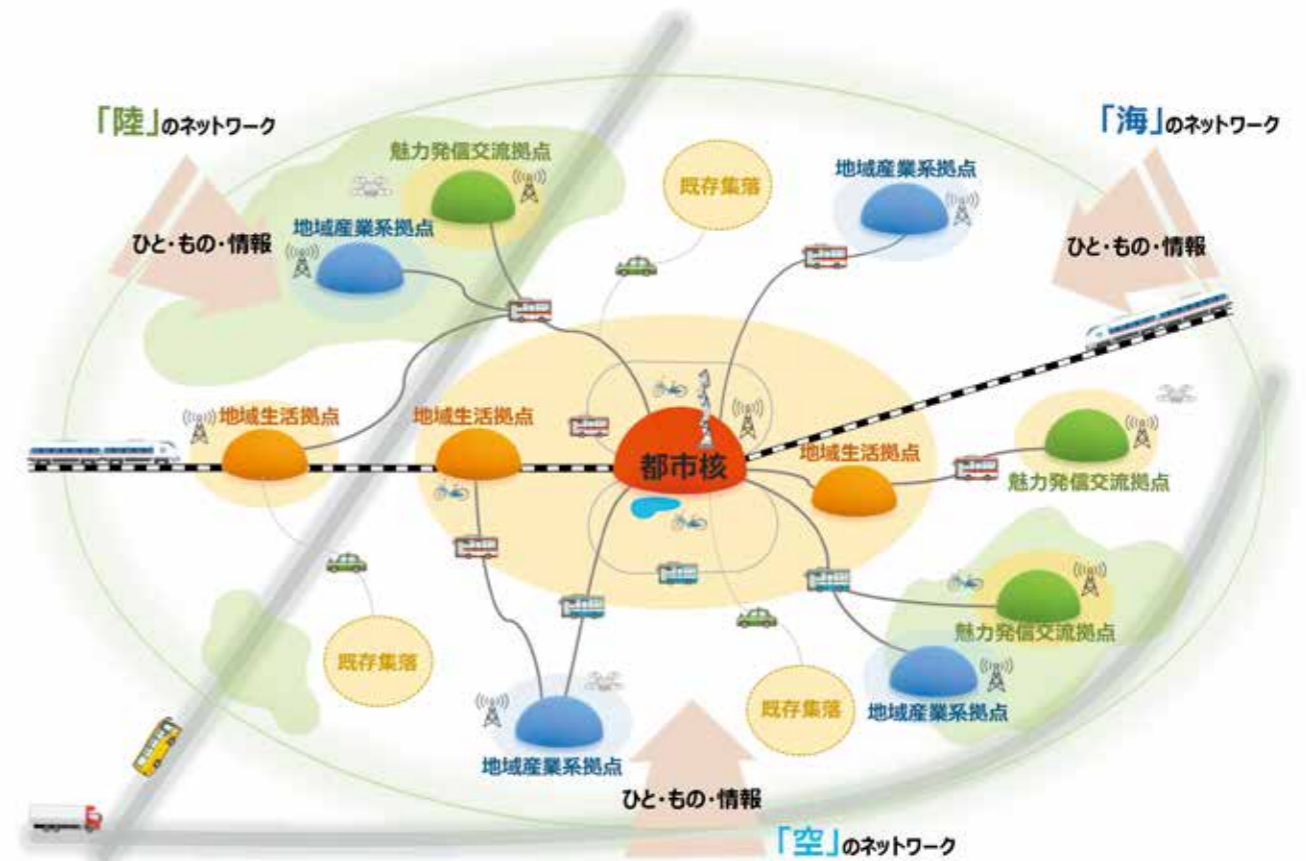 「陸」のネットワーク
「海」のネットワーク
魅力発信交流拠点
既存集落
地域産業系拠点
地域産業系拠点
ひと・もの・情報
ひと・もの・情報
地域生活拠点
地域生活拠点
都市核
地域生活拠点
魅力発信交流拠点
魅力発信交流拠点
既存集落
既存集落
地域産業系拠点
地域産業系拠点
ひと・もの・情報
「空」のネットワーク